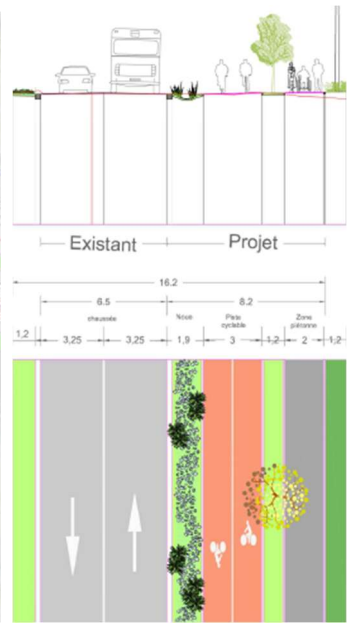 Existant Projet
16.2
6.5 8.2
chaussée Noue Piste cyclable Zone piétonne
1,2 3,25 3,25 1,9 3 1,2 2 1,2